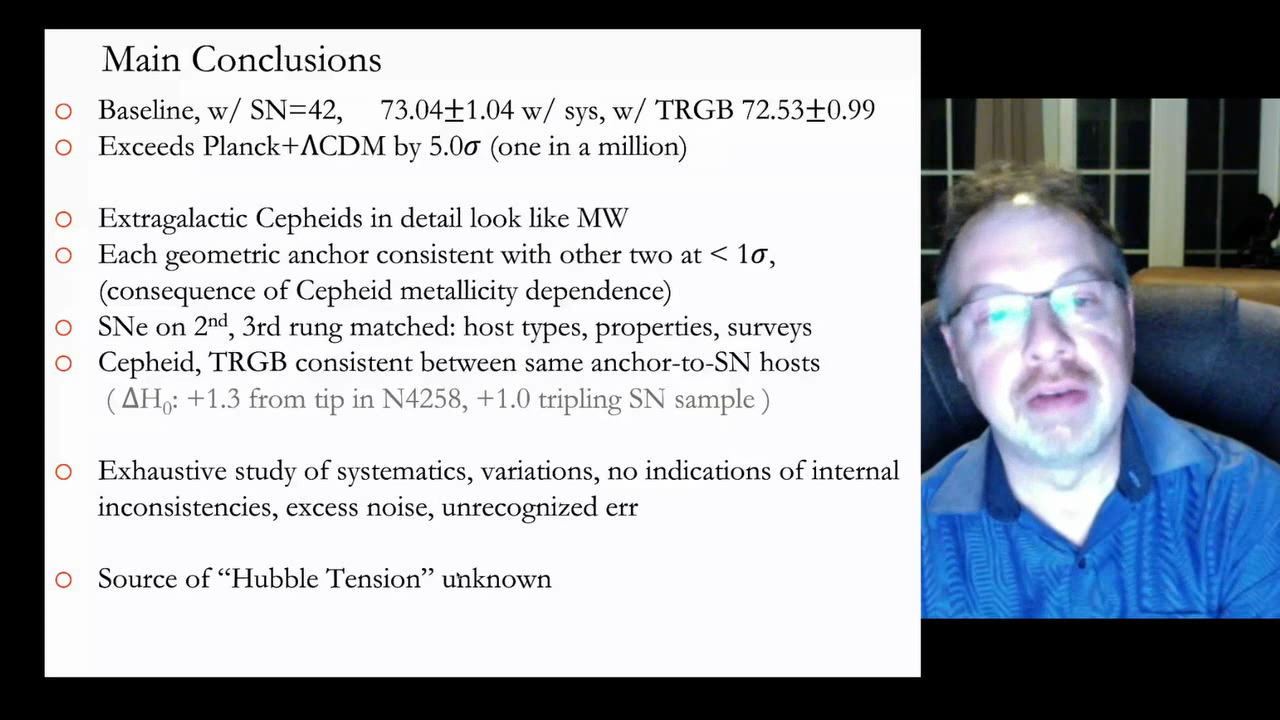 Main Conclusions
Baseline, w/ SN=42, 73.04±1.04 w/ sys, w/ TRGB 72.53±0.99
Exceeds Planck+ΛCDM by 5.0σ (one in a million)
Extragalactic Cepheids in detail look like MW
Each geometric anchor consistent with other two at < 1σ,
(consequence of Cepheid metallicity dependence)
SNe on 2nd, 3rd rung matched: host types, properties, surveys
Cepheid, TRGB consistent between same anchor-to-SN hosts
( ΔH0: +1.3 from tip in N4258, +1.0 tripling SN sample )
Exhaustive study of systematics, variations, no indications of internal
inconsistencies, excess noise, unrecognized err
Source of “Hubble Tension” unknown